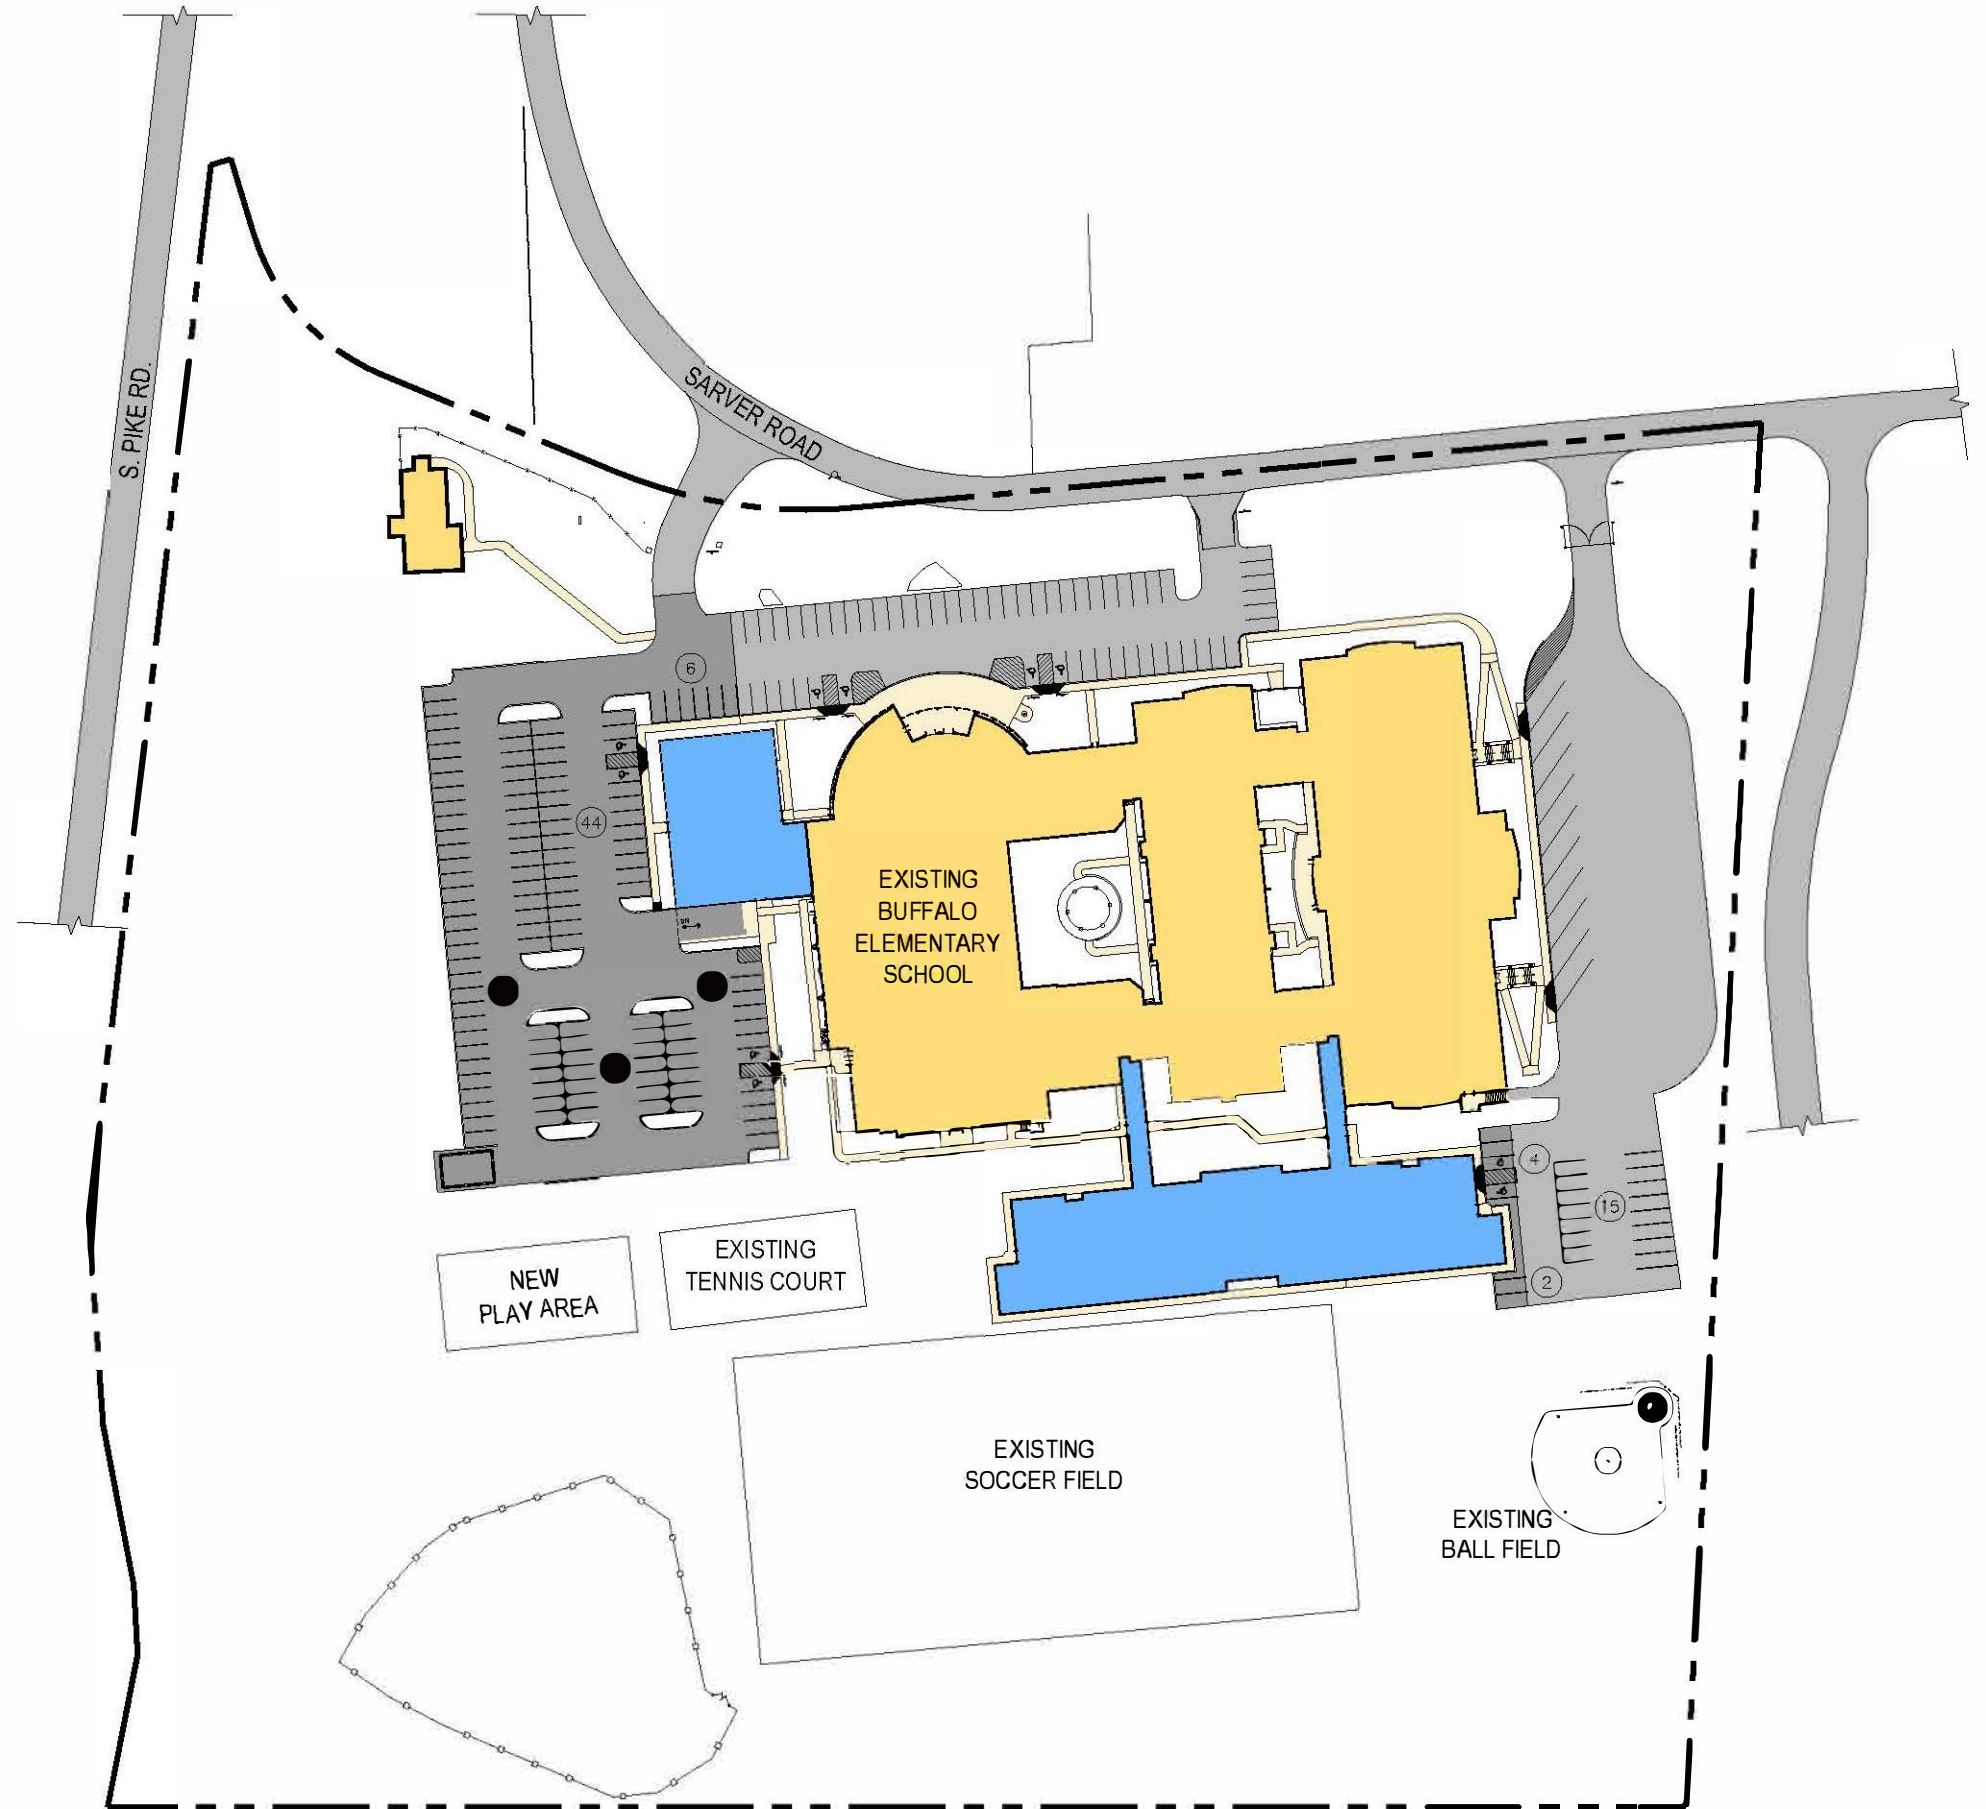 S. PIKE RD.
SARVER ROAD
6
44
EXISTING
BUFFALO
ELEMENTARY
SCHOOL
DN
4
15
2
EXISTING
TENNIS COURT
NEW
PLAY AREA
EXISTING
SOCCER FIELD
EXISTING
BALL FIELD